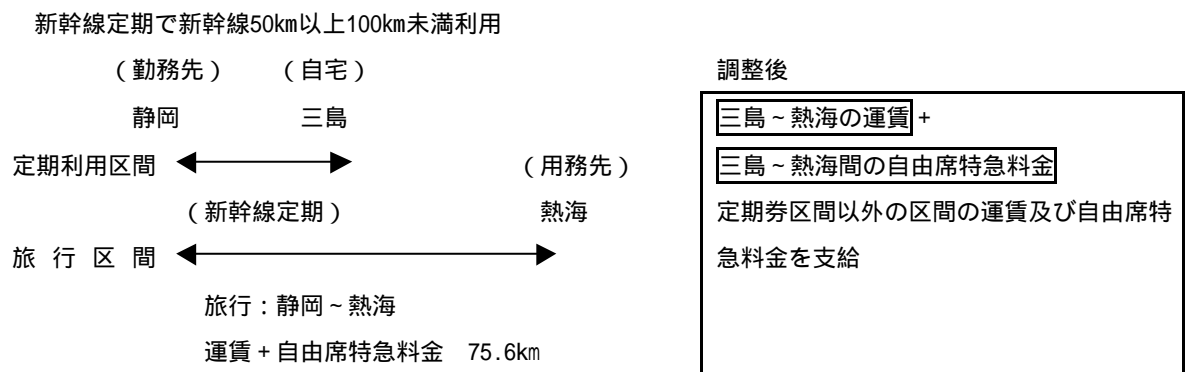 新幹線定期で新幹線50㎞以上100㎞未満利用
（勤務先） （自宅） 調整後
静岡 三島 三島～熱海の運賃＋
定期利用区間 （用務先） 三島～熱海間の自由席特急料金
（新幹線定期） 熱海 定期券区間以外の区間の運賃及び自由席特
旅行区間 急料金を支給
旅行：静岡～熱海
運賃＋自由席特急料金 75.6㎞